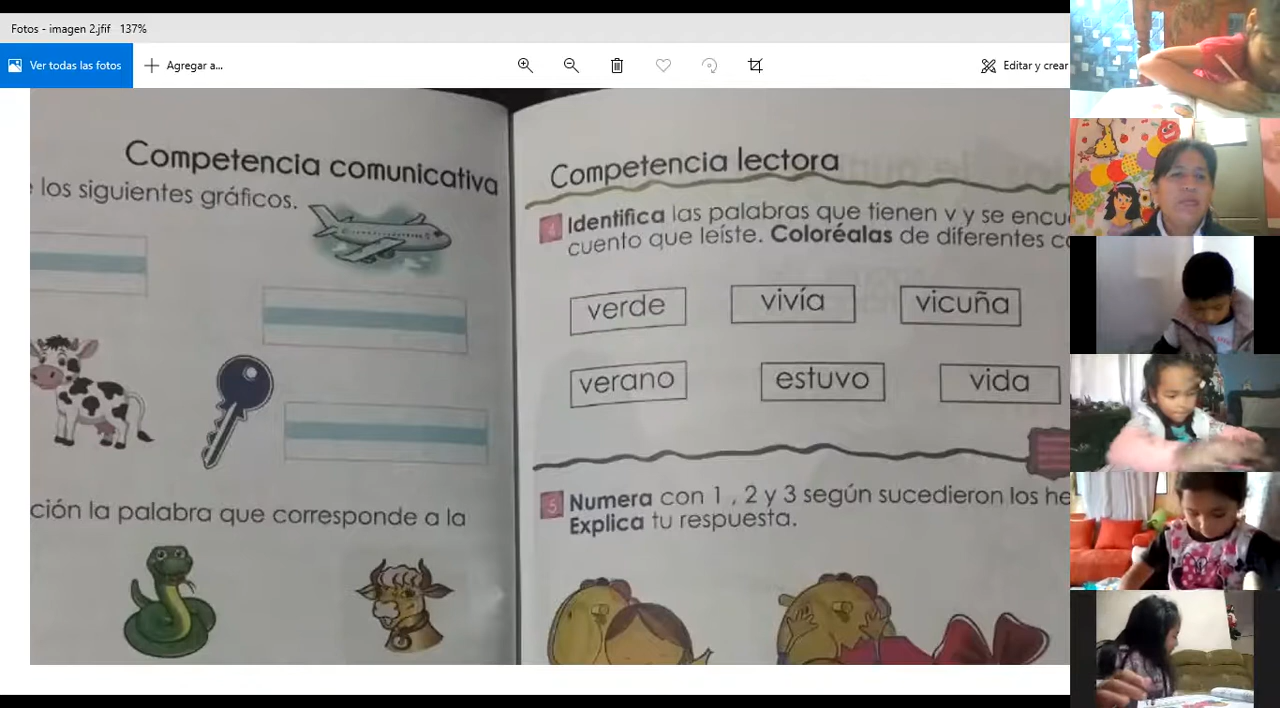 Fotos - imagen 2.jfif 137%
Ver todas las fotos
Agregar a...
Editar y crear
Competencia comunicativa
los siguientes gráficos.
ción la palabra que corresponde a la
Competencia lectora
4 Identifica las palabras que tienen v y se encu
cuento que leíste. Coloréalas de diferentes
verde vivía vicuña
verano estuvo vida
5 Numera con 1 , 2 y 3 según sucedieron los
Explica tu respuesta.